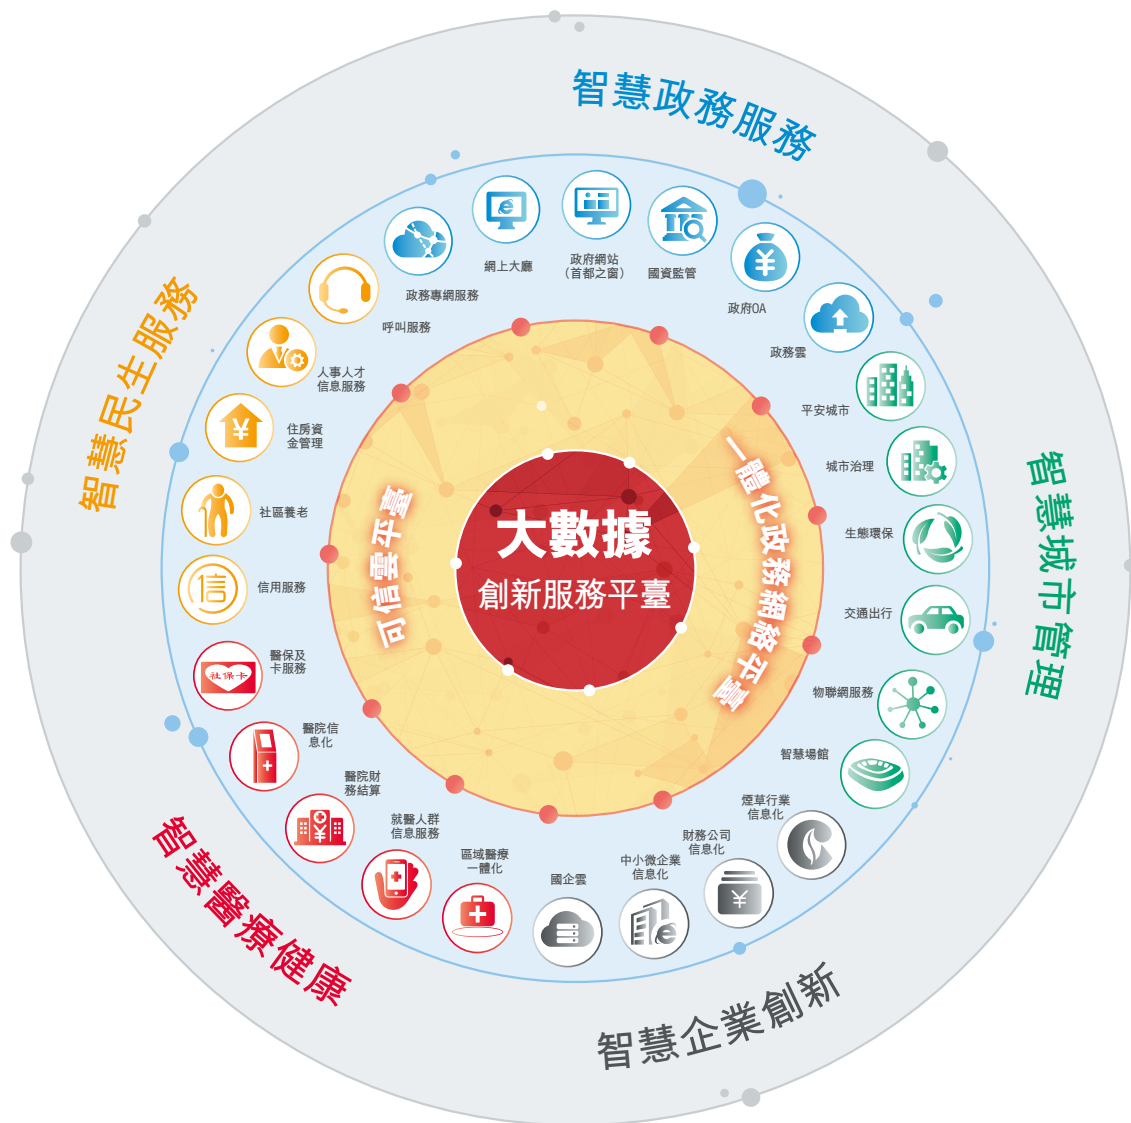 智慧政務服務
智慧城市管理
智慧企業創新
智慧醫療健康
智慧民生服務
網上大廳
政府網站
（首都之窗）
國資監管
政府OA
政務雲
平安城市
城市治理
生態環保
交通出行
物聯網服務
智慧場館
煙草行業
信息化
財務公司
信息化
中小微企業
信息化
國企雲
區域醫療
一體化
就醫人群
信息服務
醫院財
務結算
醫院信
息化
醫保及
卡服務
社保卡
信用服務
信
社區養老
住房資
金管理
人事人才
信息服務
呼叫服務
政務專網服務
可信雲平臺
一體化政務網絡平臺
大數據
創新服務平臺